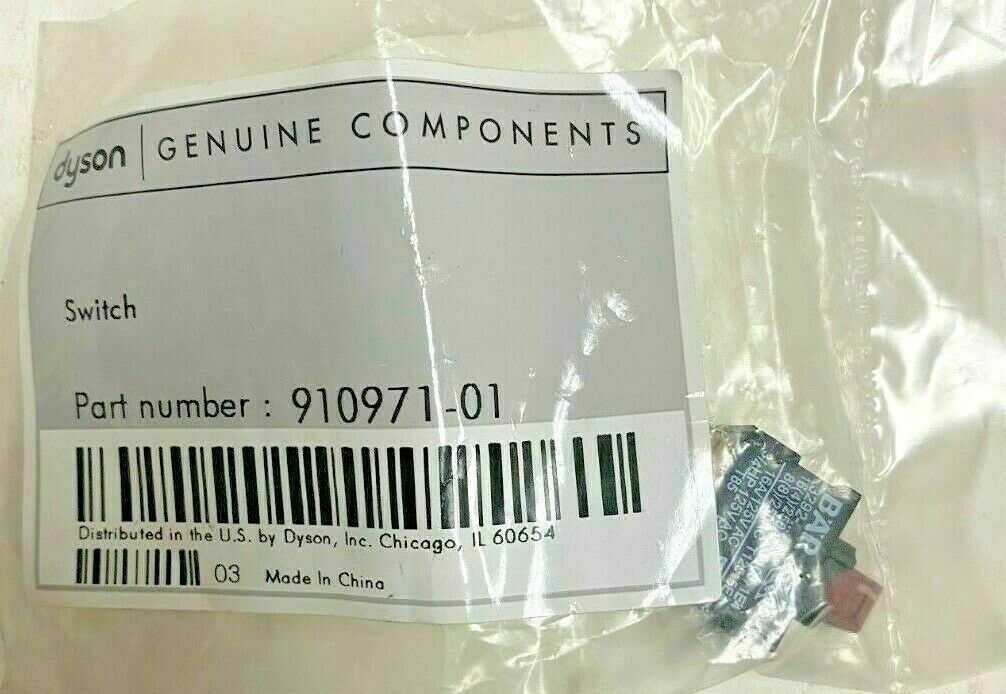 dyson GENUINE COMPONENTS
Switch
Part number : 910971-01
Distributed in the U.S. by Dyson, Inc. Chicago, IL 60654
03 Made In China
BAR